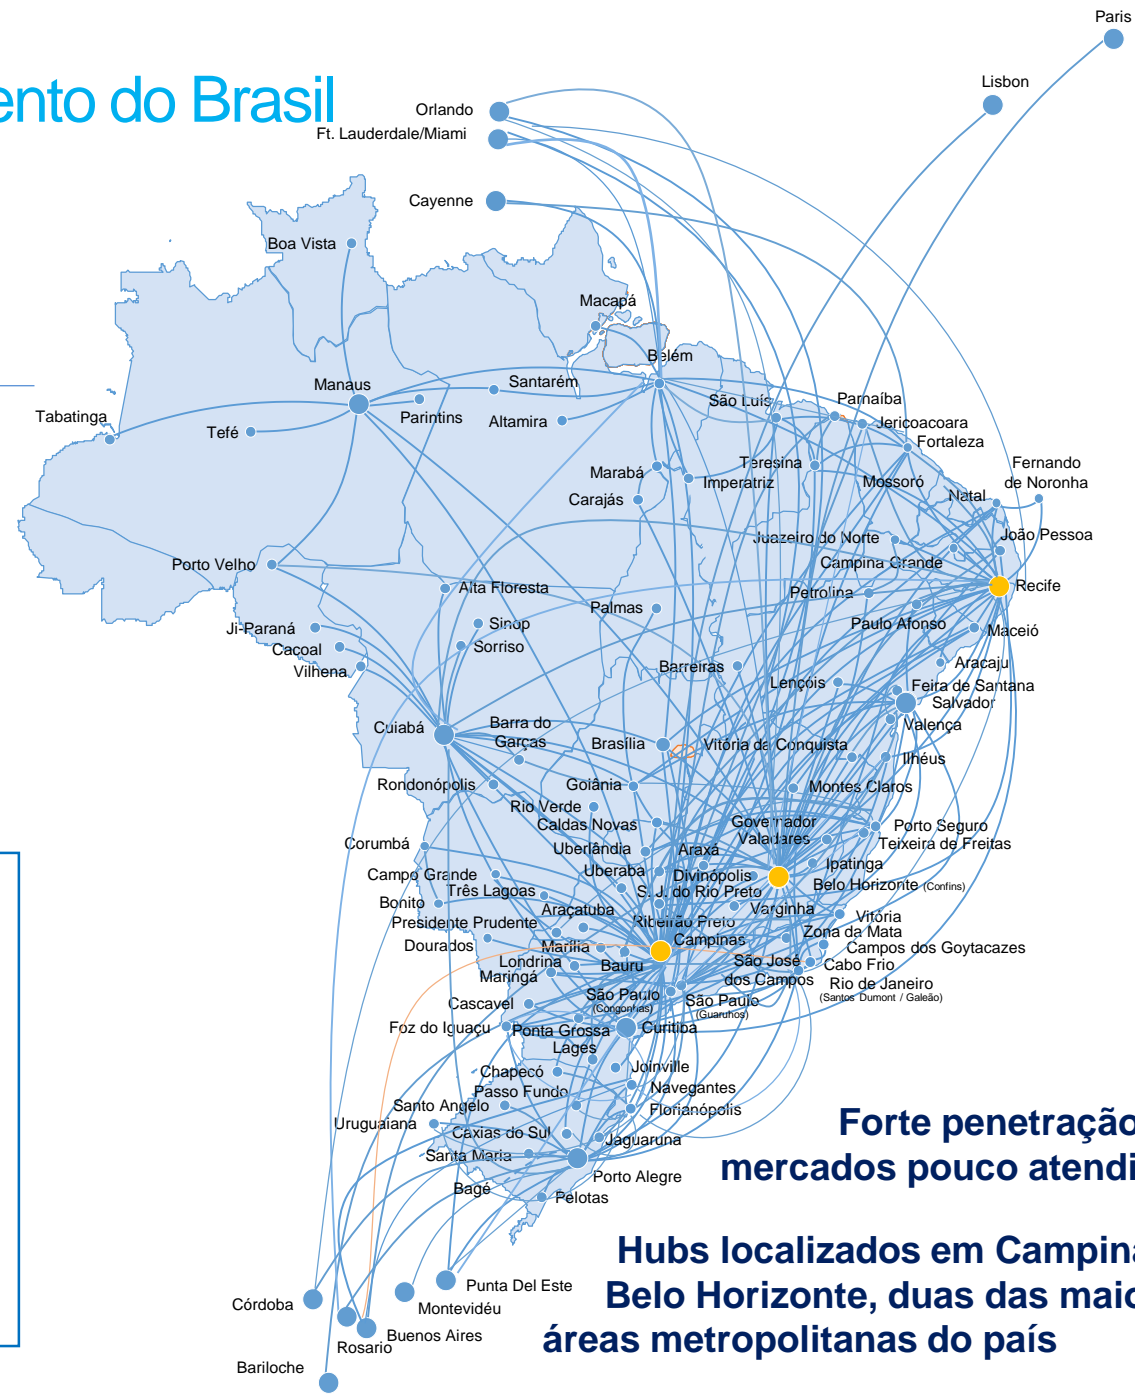 Paris
Lisbon
ento do Brasil
Orlando
Ft. Lauderdale/Miami
Cayenne
Boa Vista
Macapá
Belém
Manaus
Santarém
Parintins
Altamira
Tabatinga
Tefé
São Luís
Parnaíba
Jericoacoara
Fortaleza
Teresina
Marabá
Imperatriz
Mossoró
Carajás
Natal
Fernando
de Noronha
Juazeiro do Norte
João Pessoa
Campina Grande
Porto Velho
Alta Floresta
Petrolina
Recife
Palmas
Paulo Afonso
Maceió
Ji-Paraná
Sinop
Cacoal
Sorriso
Vilhena
Barreiras
Aracaju
Lençóis
Feira de Santana
Salvador
Valença
Cuiabá
Barra do
Garças
Brasília
Vitória da Conquista
Ilhéus
Rondonópolis
Goiânia
Montes Claros
Rio Verde
Caldas Novas
Governador
Valadares
Porto Seguro
Teixeira de Freitas
Corumbá
Uberlândia
Araxá
Ipatinga
Campo Grande
Uberaba
Divinópolis
Belo Horizonte (Confins)
Três Lagoas
S. J. do Rio Preto
Bonito
Araçatuba
Varginha
Vitória
Presidente Prudente
Ribeirão Preto
Zona da Mata
Dourados
Marília
Campinas
Campos dos Goytacazes
Londrina
Bauru
São José
dos Campos
Cabo Frio
Maringá
Rio de Janeiro
(Santos Dumont / Galeão)
São Paulo
(Congonhas)
São Paulo
(Guaruhos)
Cascavel
Foz do Iguaçu
Ponta Grossa
Curitiba
Lages
Joinville
Chapecó
Navegantes
Passo Fundo
Santo Angelo
Florianópolis
Uruguaiana
Caxias do Sul
Jaguaruna
Santa Maria
Porto Alegre
Bagé
Pelotas
Forte penetração
mercados pouco atendi
Hubs localizados em Campina
Belo Horizonte, duas das maio
áreas metropolitanas do país
Punta Del Este
Montevidéu
Córdoba
Buenos Aires
Rosario
Bariloche